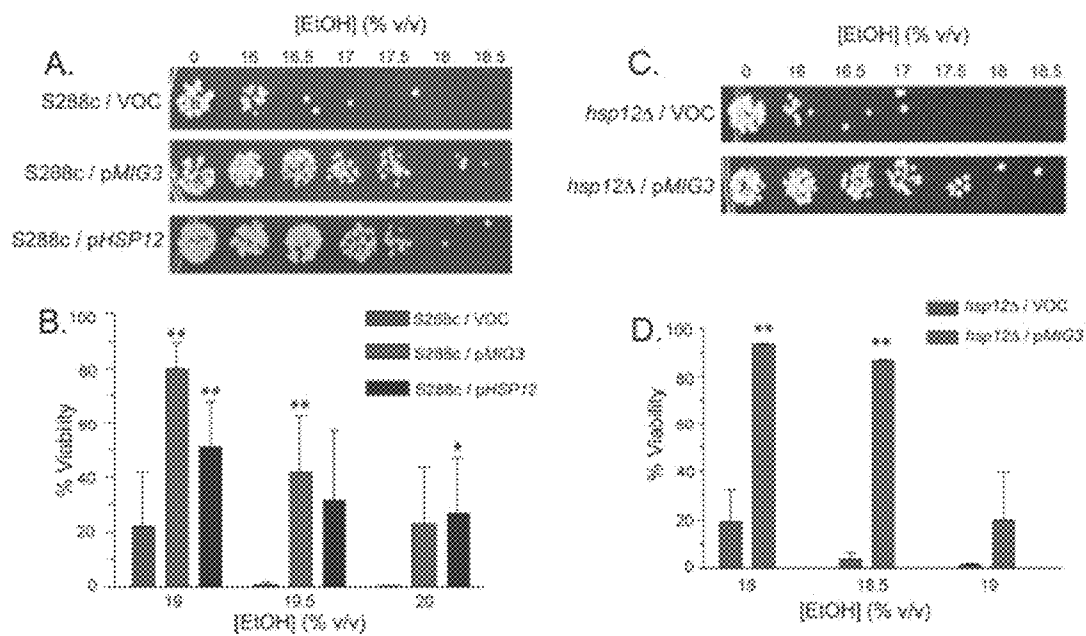 A.
[EtOH] (% v/v)
0 16 16.5 17 17.5 18 18.5
S288c / VOC
S288c / pMIG3
S288c / pHSP12
B.
% Viability
100
80
60
40
20
0
S288c / VOC
S288c / pMIG3
S288c / pHSP12
** ** ** *
19 19.5 20
[EtOH] (% v/v)
C.
[EtOH] (% v/v)
0 16 16.5 17 17.5 18 18.5
hsp12Δ / VOC
hsp12Δ / pMIG3
D.
% Viability
100
80
60
40
20
0
hsp12Δ / VOC
hsp12Δ / pMIG3
** **
18.5 19
[EtOH] (% v/v)